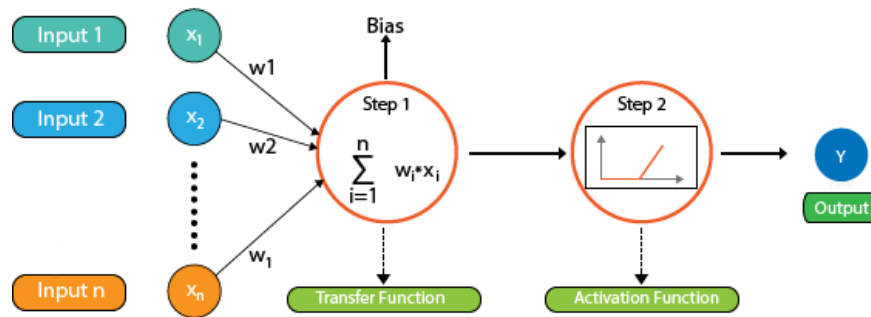 Input 1
x1
w1
Bias
Input 2
x2
w2
Step 1
n
∑ wi*xi
i=1
Step 2
Y
Output
w1
Input n
xn
Transfer Function
Activation Function